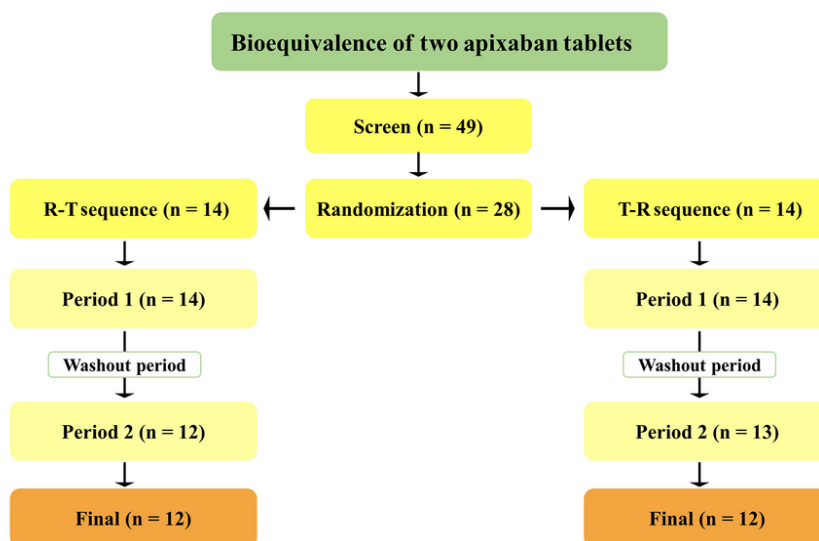 Bioequivalence of two apixaban tablets
Screen (n = 49)
R-T sequence (n = 14)
Randomization (n = 28)
T-R sequence (n = 14)
Period 1 (n = 14)
Period 1 (n = 14)
Washout period
Washout period
Period 2 (n = 12)
Period 2 (n = 13)
Final (n = 12)
Final (n = 12)